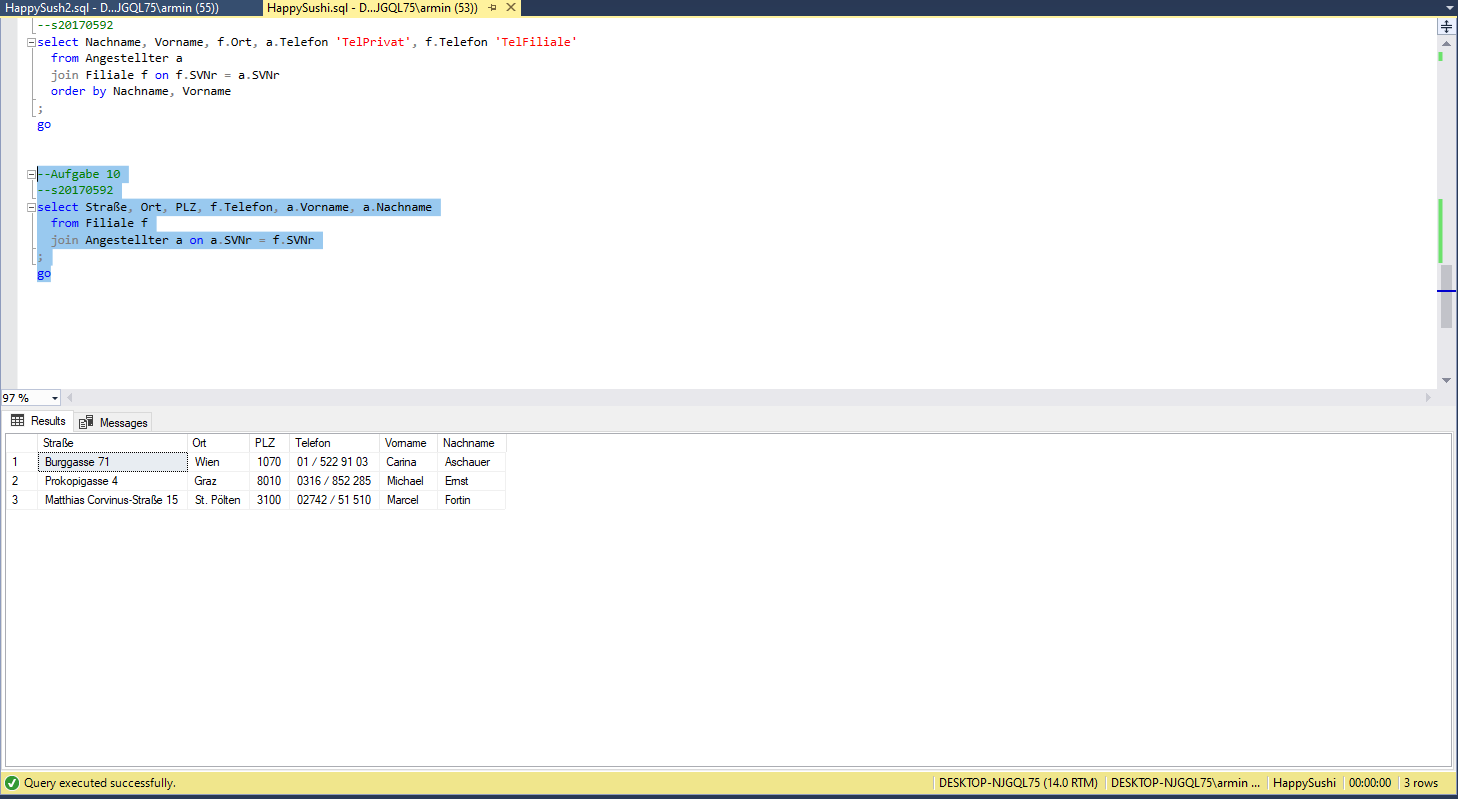 HappySush2.sql - D...JGQL75\armin (55))
HappySushi.sql - D...JGQL75\armin (53))
--s20170592
select Nachname, Vorname, f.Ort, a.Telefon 'TelPrivat', f.Telefon 'TelFiliale'
from Angestellter a
join Filiale f on f.SVNr = a.SVNr
order by Nachname, Vorname
;
go
--Aufgabe 10
--s20170592
select Straße, Ort, PLZ, f.Telefon, a.Vorname, a.Nachname
from Filiale f
join Angestellter a on a.SVNr = f.SVNr
;
go
97 %
Results Messages
Straße Ort PLZ Telefon Vorname Nachname
1 Burggasse 71 Wien 1070 01 / 522 91 03 Carina Aschauer
2 Prokopigasse 4 Graz 8010 0316 / 852 285 Michael Ernst
3 Matthias Corvinus-Straße 15 St. Pölten 3100 02742 / 51 510 Marcel Fortin
Query executed successfully. DESKTOP-NJGQL75 (14.0 RTM) DESKTOP-NJGQL75\armin ... HappySushi 00:00:00 3 rows